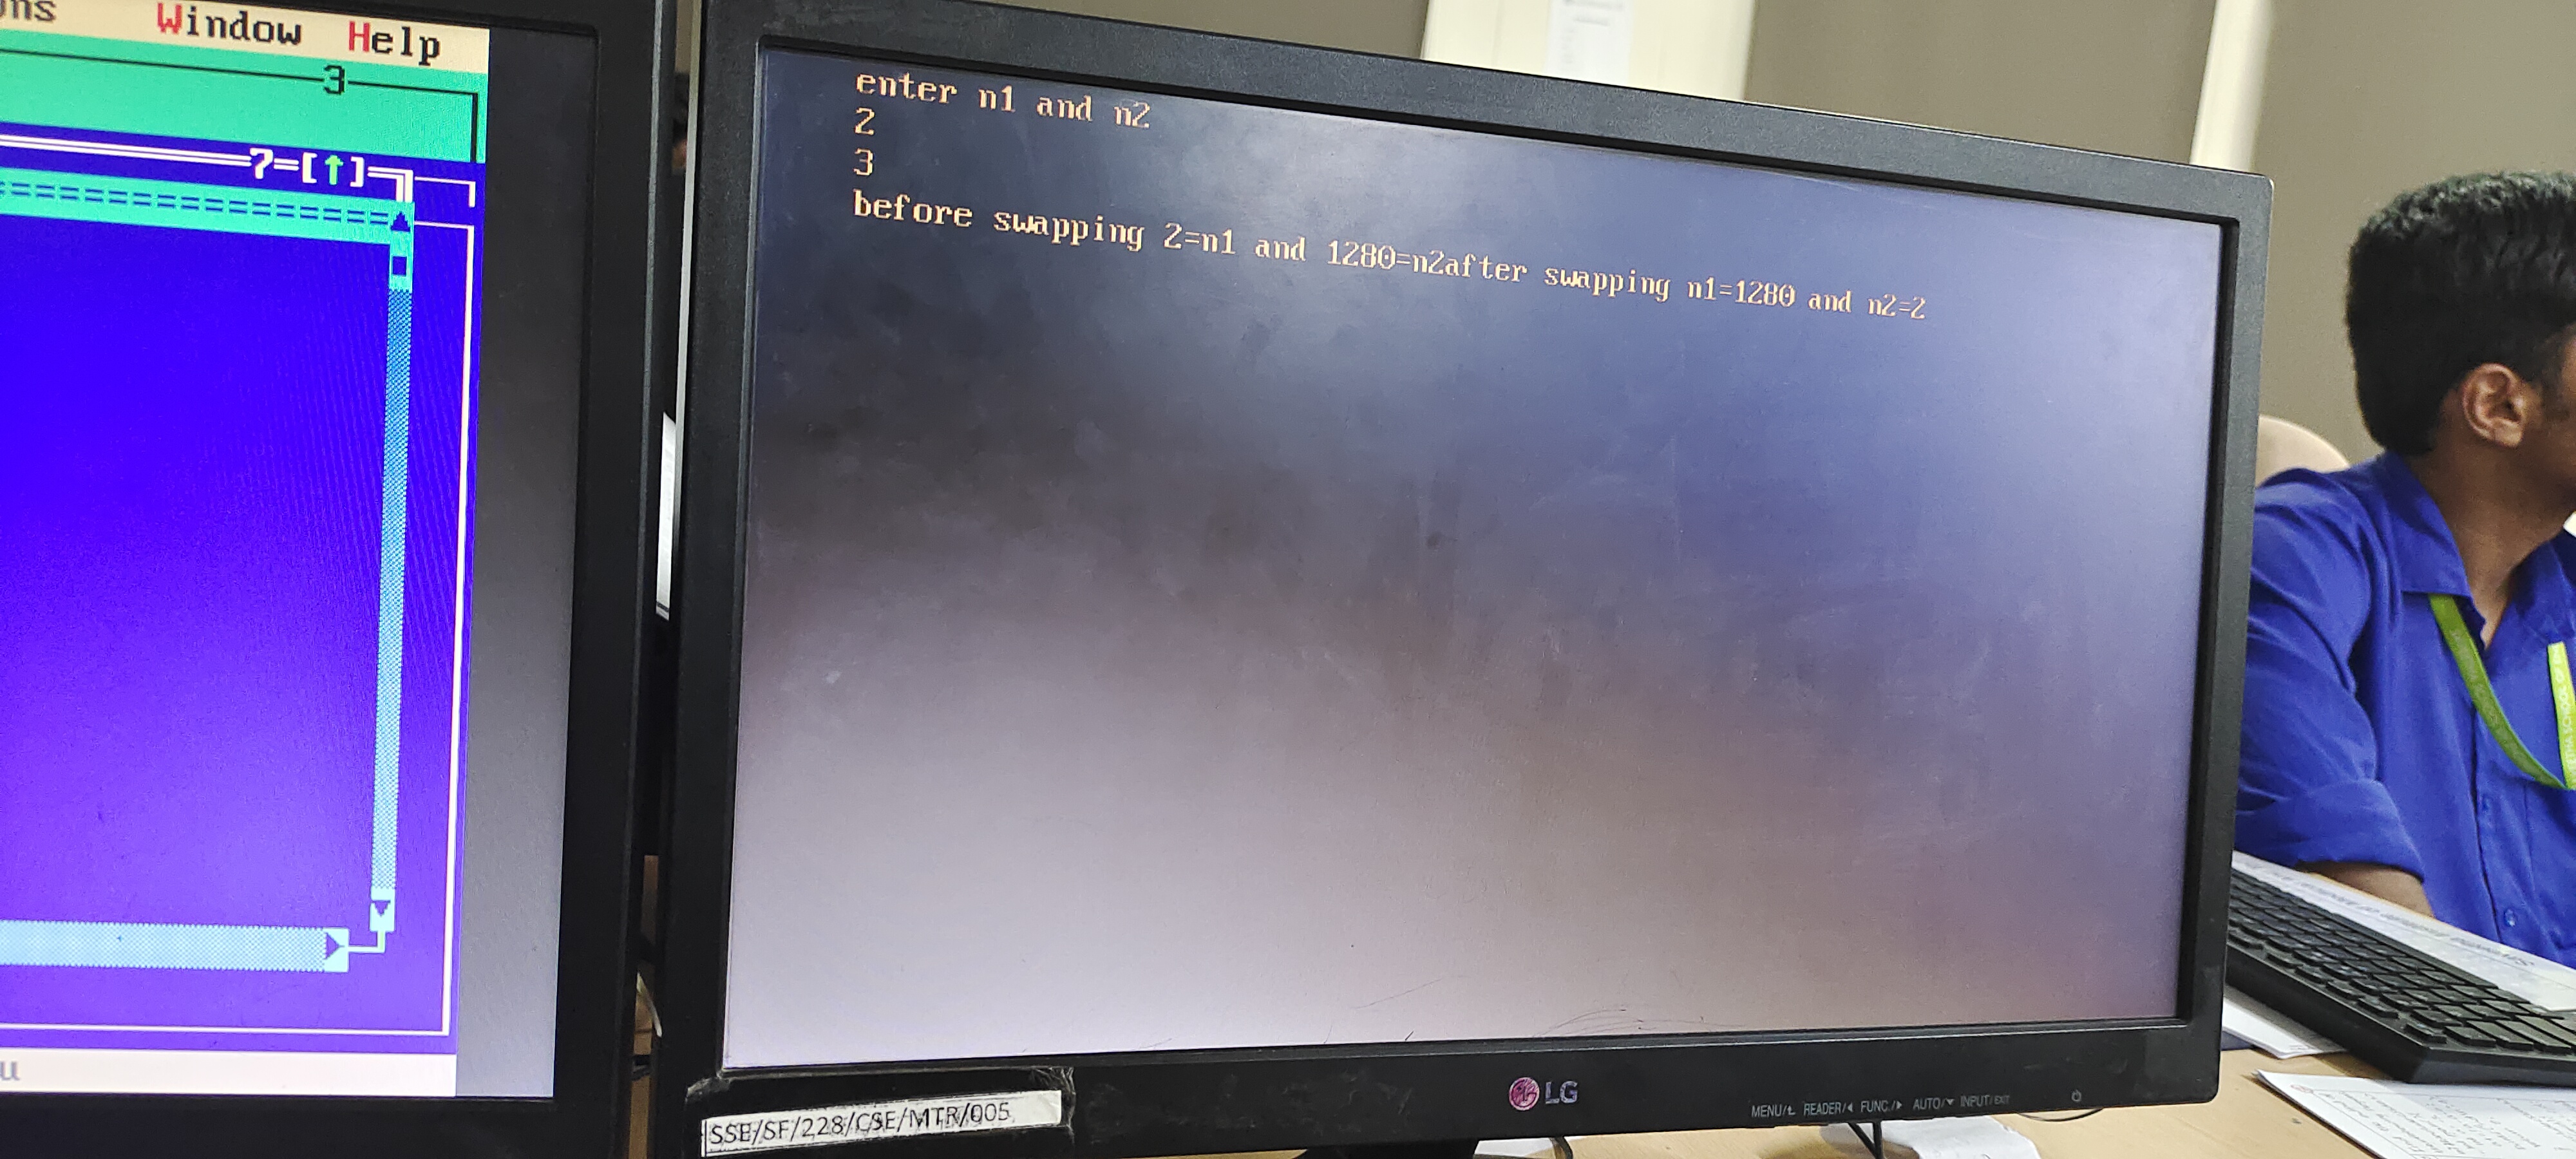 Window Help
3
7=[↑]
enter n1 and n2
2
3
before swapping 2=n1 and 1280=n2after swapping n1=1280 and n2=2
LG
MENU/ READER/ FUNC./ AUTO/ INPUT/EXIT
SSE/SF/228/CSE/MTR/005